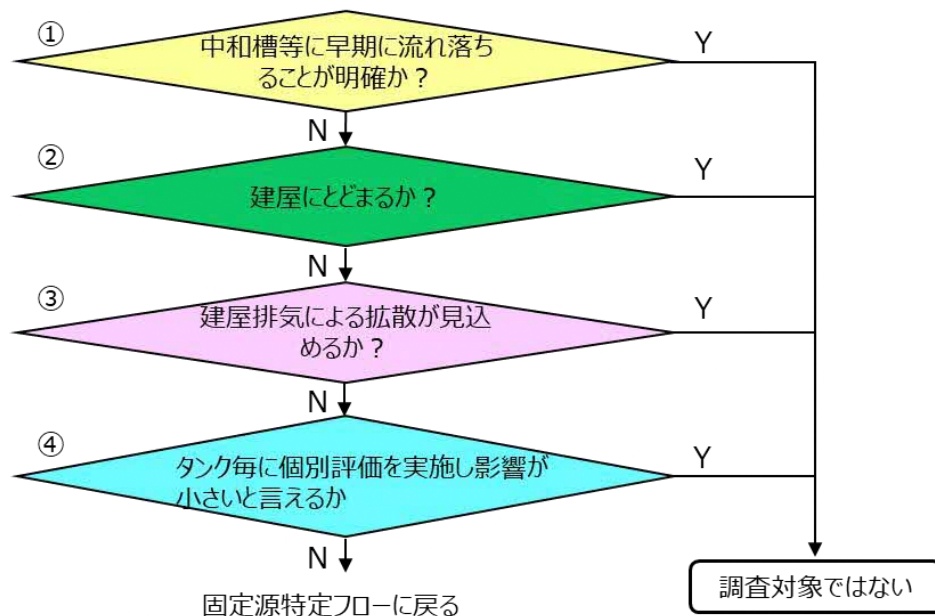 ①
中和槽等に早期に流れ落ち
ることが明確か？
Y
N
②
建屋にとどまるか？
Y
N
③
建屋排気による拡散が見込
めるか？
Y
N
④
タンク毎に個別評価を実施し影響が
小さいと言えるか
Y
N
固定源特定フローに戻る
調査対象ではない